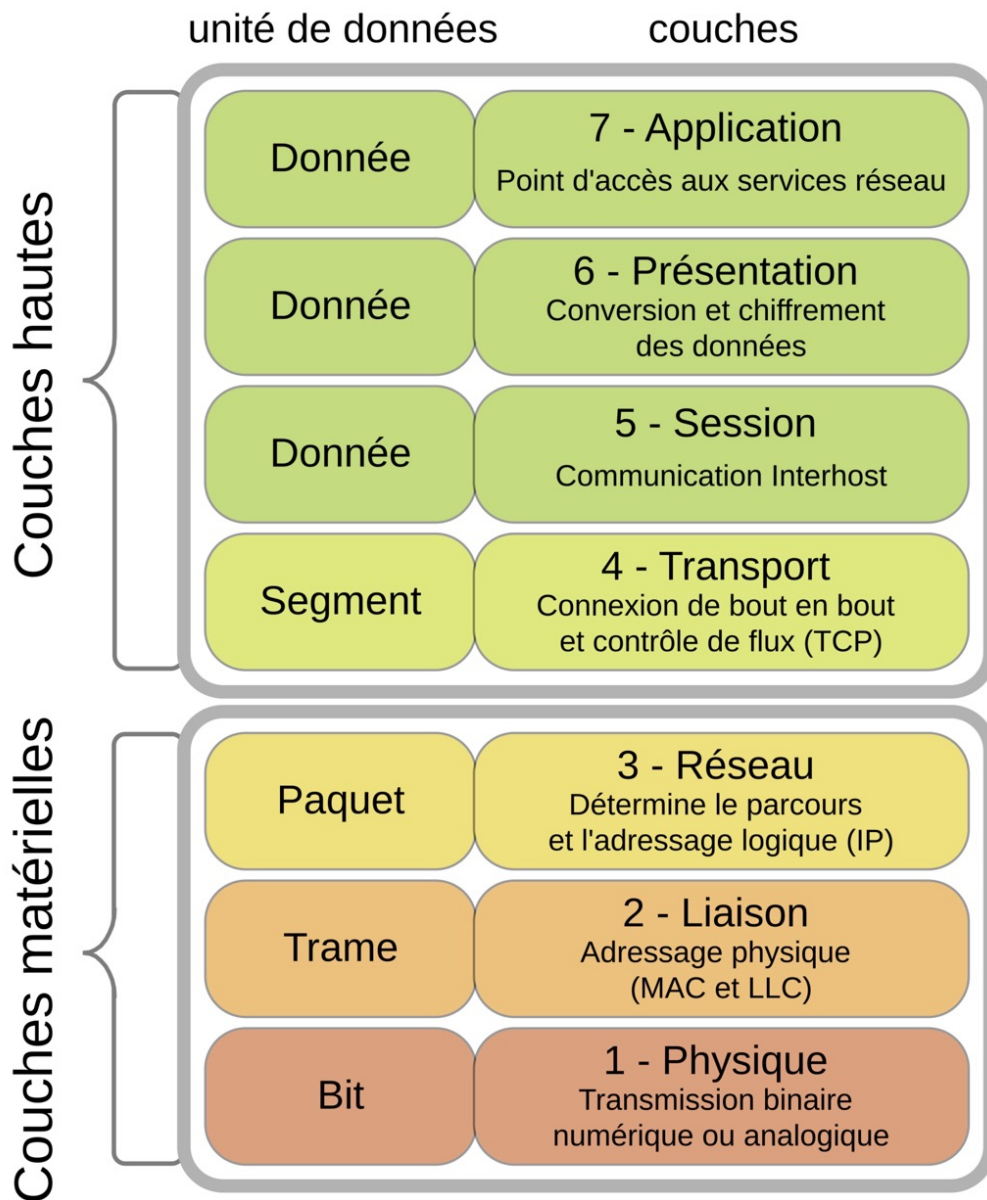 unité de données couches
Couches hautes
Donnée
7 - Application
Point d'accès aux services réseau
Donnée
6 - Présentation
Conversion et chiffrement
des données
Donnée
5 - Session
Communication Interhost
Segment
4 - Transport
Connexion de bout en bout
et contrôle de flux (TCP)
Couches matérielles
Paquet
3 - Réseau
Détermine le parcours
et l'adressage logique (IP)
Trame
2 - Liaison
Adressage physique
(MAC et LLC)
Bit
1 - Physique
Transmission binaire
numérique ou analogique